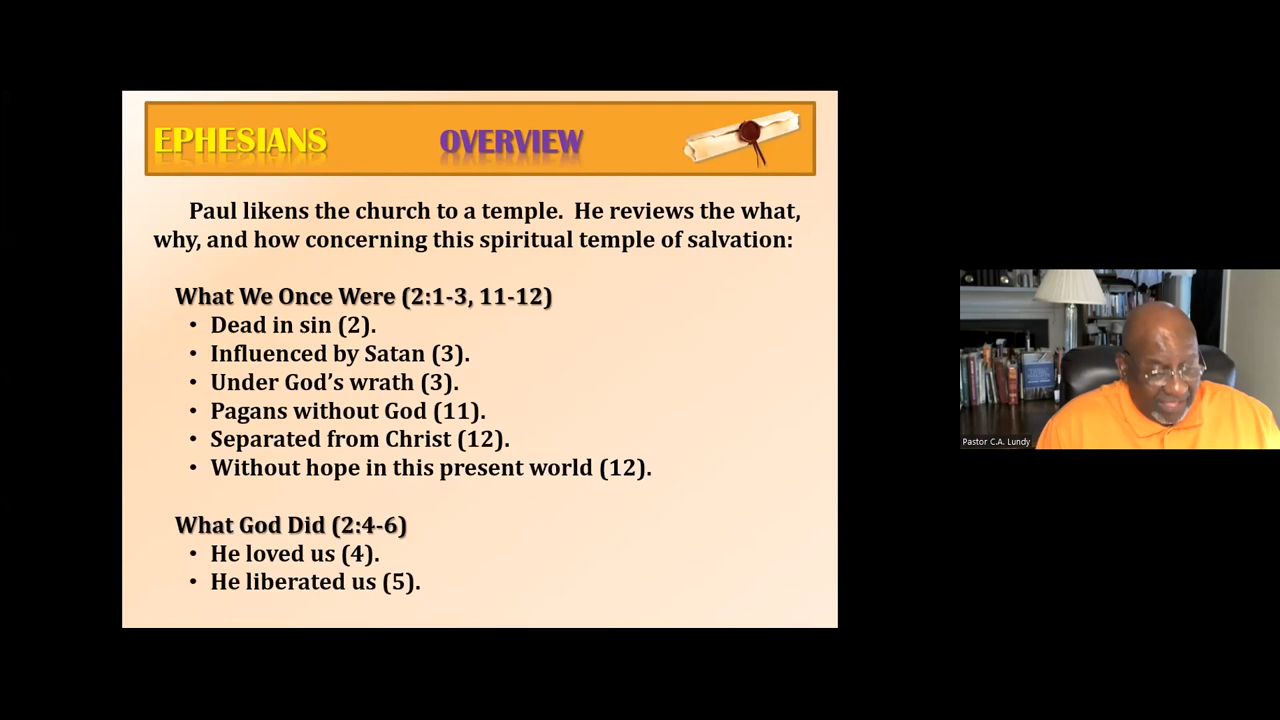 EPHESIANS OVERVIEW
Paul likens the church to a temple.  He reviews the what,
why, and how concerning this spiritual temple of salvation:
What We Once Were (2:1-3, 11-12)
• Dead in sin (2).
• Influenced by Satan (3).
• Under God’s wrath (3).
• Pagans without God (11).
• Separated from Christ (12).
• Without hope in this present world (12).
What God Did (2:4-6)
• He loved us (4).
• He liberated us (5).
Pastor C.A. Lundy